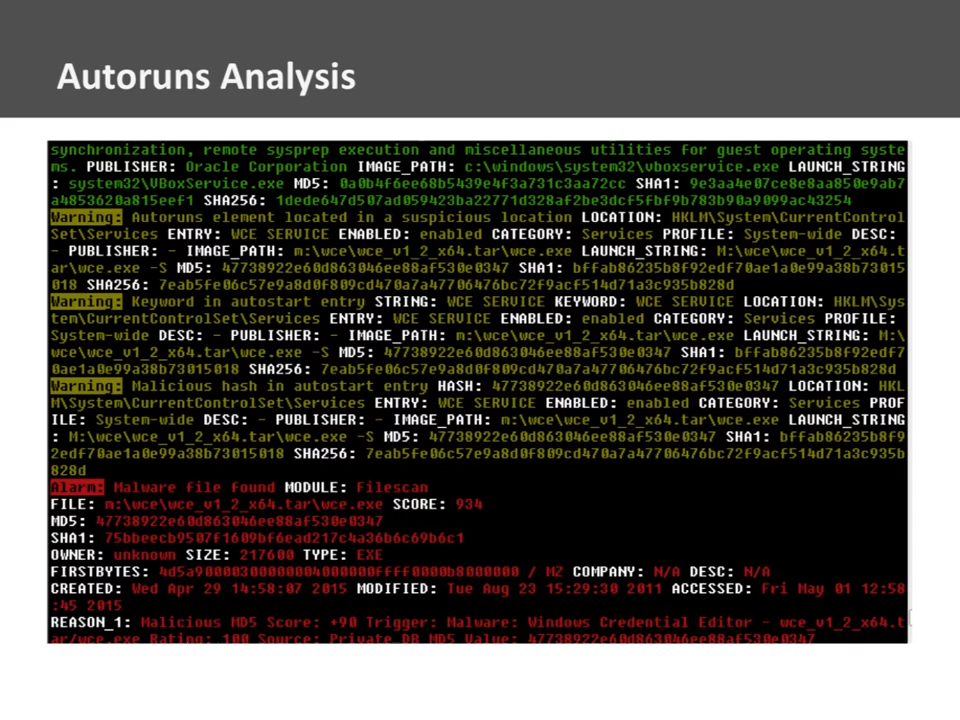 Autoruns Analysis
synchronization, remote sysprep execution and miscellaneous utilities for guest operating syste
ms. PUBLISHER: Oracle Corporation IMAGE_PATH: c:\windows\system32\vboxservice.exe LAUNCH_STRING
: system32\VBoxService.exe MD5: 0a0b4f6ee68b5439e4f3a731c3aa72cc SHA1: 9e3aa4e07ce8e8aa850e9ab7
a4853620a815eef1 SHA256: 1dede647d507ad059423ba22771d328af2be3dcf5fbf9b783b90a9099ac43254
Warning: Autoruns element located in a suspicious location LOCATION: HKLM\System\CurrentControl
Set\Services ENTRY: WCE SERVICE ENABLED: enabled CATEGORY: Services PROFILE: System-wide DESC:
- PUBLISHER: - IMAGE_PATH: m:\wce\wce_v1_2_x64.tar\wce.exe LAUNCH_STRING: M:\wce\wce_v1_2_x64.t
ar\wce.exe -S MD5: 47738922e60d863046ee88af530e0347 SHA1: bffab86235b8f92edf70ae1a0e99a38b73015
018 SHA256: 7eab5fe06c57e9a8d0f809cd470a7a47706476bc72f9acf514d71a3c935b828d
Warning: Keyword in autostart entry STRING: WCE SERVICE KEYWORD: WCE SERVICE LOCATION: HKLM\Sys
tem\CurrentControlSet\Services ENTRY: WCE SERVICE ENABLED: enabled CATEGORY: Services PROFILE:
System-wide DESC: - PUBLISHER: - IMAGE_PATH: m:\wce\wce_v1_2_x64.tar\wce.exe LAUNCH_STRING: M:\
wce\wce_v1_2_x64.tar\wce.exe -S MD5: 47738922e60d863046ee88af530e0347 SHA1: bffab86235b8f92edf7
0ae1a0e99a38b73015018 SHA256: 7eab5fe06c57e9a8d0f809cd470a7a47706476bc72f9acf514d71a3c935b828d
Warning: Malicious hash in autostart entry HASH: 47738922e60d863046ee88af530e0347 LOCATION: HKL
M\System\CurrentControlSet\Services ENTRY: WCE SERVICE ENABLED: enabled CATEGORY: Services PROF
ILE: System-wide DESC: - PUBLISHER: - IMAGE_PATH: m:\wce\wce_v1_2_x64.tar\wce.exe LAUNCH_STRING
: M:\wce\wce_v1_2_x64.tar\wce.exe -S MD5: 47738922e60d863046ee88af530e0347 SHA1: bffab86235b8f9
2edf70ae1a0e99a38b73015018 SHA256: 7eab5fe06c57e9a8d0f809cd470a7a47706476bc72f9acf514d71a3c935b
828d
Alarm: Malware file found MODULE: Filescan
FILE: m:\wce\wce_v1_2_x64.tar\wce.exe SCORE: 934
MD5: 47738922e60d863046ee88af530e0347
SHA1: 75bbeecb9507f1609bf6ead217c4a36b6c69b6c1
OWNER: unknown SIZE: 217600 TYPE: EXE
FIRSTBYTES: 4d5a90000300000004000000ffff0000b8000000 / MZ COMPANY: N/A DESC: N/A
CREATED: Wed Apr 29 14:58:07 2015 MODIFIED: Tue Aug 23 15:29:30 2011 ACCESSED: Fri May 01 12:58
:45 2015
REASON_1: Malicious MD5 Score: +90 Trigger: Malware: Windows Credential Editor - wce_v1_2_x64.t
ar/wce.exe Rating: 100 Source: Private DB MD5 Value: 47738922e60d863046ee88af530e0347